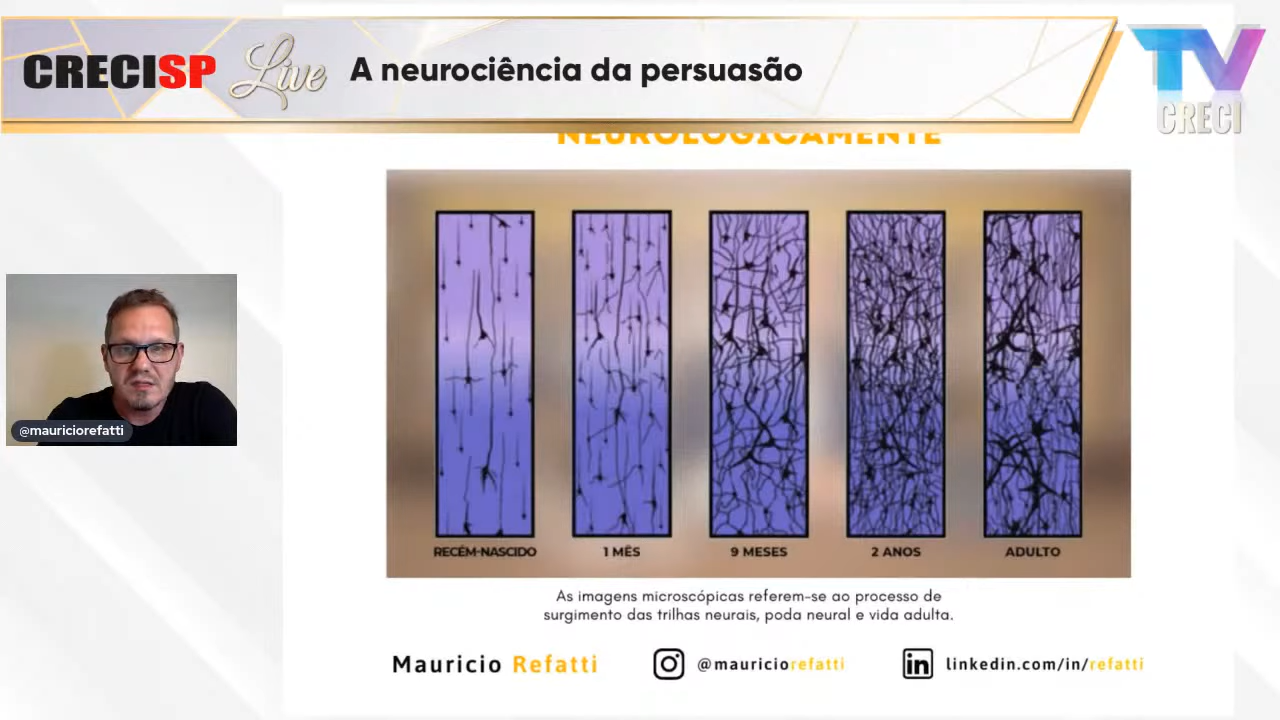 CRECISP Live A neurociência da persuasão
TV
CRECI
NEUROLOGICAMENTE
@mauriciorefatti
RECÉM-NASCIDO 1 MÊS 9 MESES 2 ANOS ADULTO
As imagens microscópicas referem-se ao processo de
surgimento das trilhas neurais, poda neural e vida adulta.
Mauricio Refatti @mauriciorefatti linkedin.com/in/refatti